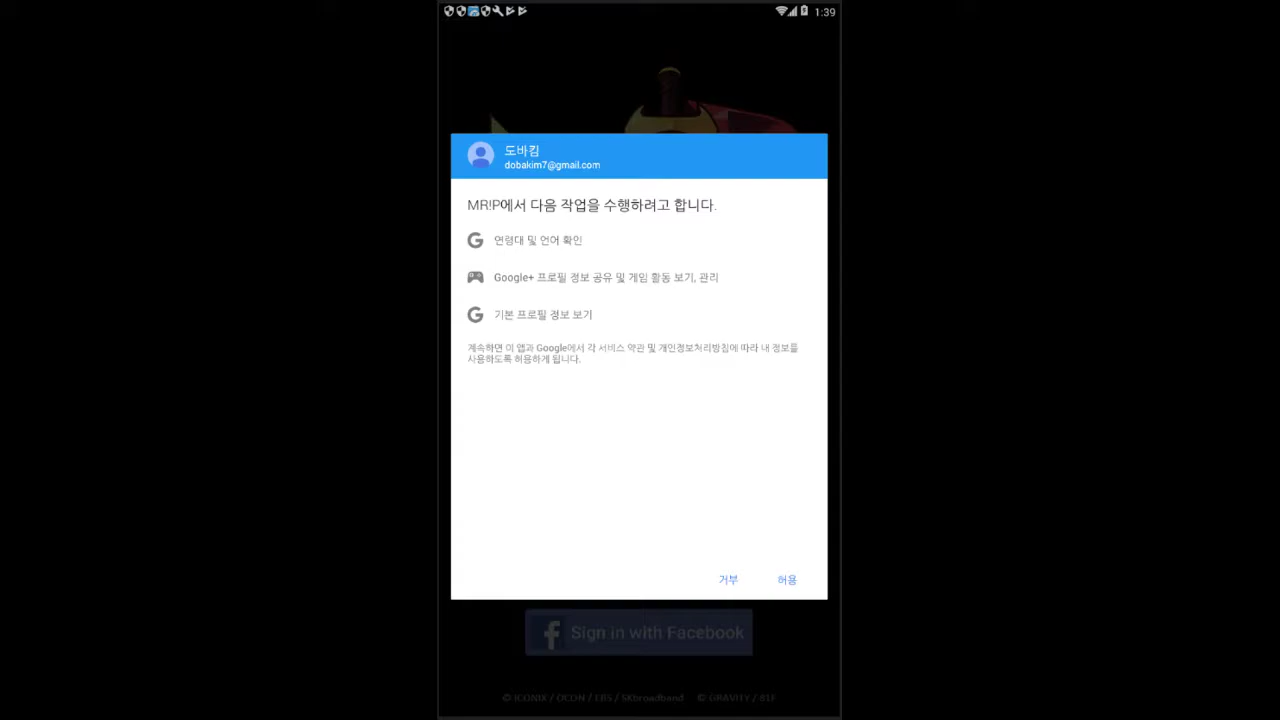 1:39
도바킴
dobakim7@gmail.com
MR!P에서 다음 작업을 수행하려고 합니다.
연령대 및 언어 확인
Google+ 프로필 정보 공유 및 게임 활동 보기, 관리
기본 프로필 정보 보기
계속하면 이 앱과 Google에서 각 서비스 약관 및 개인정보처리방침에 따라 내 정보를
사용하도록 허용하게 됩니다.
거부 허용
Sign in with Facebook
© ICONIX / OCON / EBS / SKbroadband © GRAVITY /